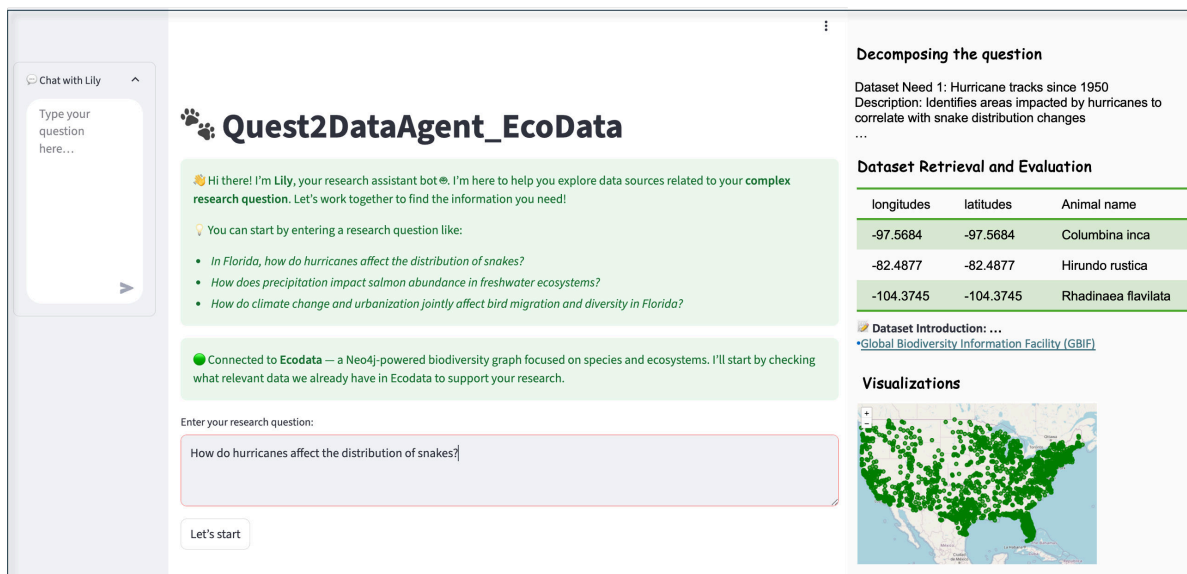 Chat with Lily
Type your
question
here...
Quest2DataAgent_EcoData
Hi there! I'm Lily, your research assistant bot. I'm here to help you explore data sources related to your complex
research question. Let's work together to find the information you need!
You can start by entering a research question like:
• In Florida, how do hurricanes affect the distribution of snakes?
• How does precipitation impact salmon abundance in freshwater ecosystems?
• How do climate change and urbanization jointly affect bird migration and diversity in Florida?
Connected to Ecodata — a Neo4j-powered biodiversity graph focused on species and ecosystems. I'll start by checking
what relevant data we already have in Ecodata to support your research.
Enter your research question:
How do hurricanes affect the distribution of snakes?
Let's start
Decomposing the question
Dataset Need 1: Hurricane tracks since 1950
Description: Identifies areas impacted by hurricanes to
correlate with snake distribution changes
...
Dataset Retrieval and Evaluation
longitudes latitudes Animal name
-97.5684 -97.5684 Columbina inca
-82.4877 -82.4877 Hirundo rustica
-104.3745 -104.3745 Rhadinaea flavilata
Dataset Introduction: ...
•Global Biodiversity Information Facility (GBIF)
Visualizations
+
−